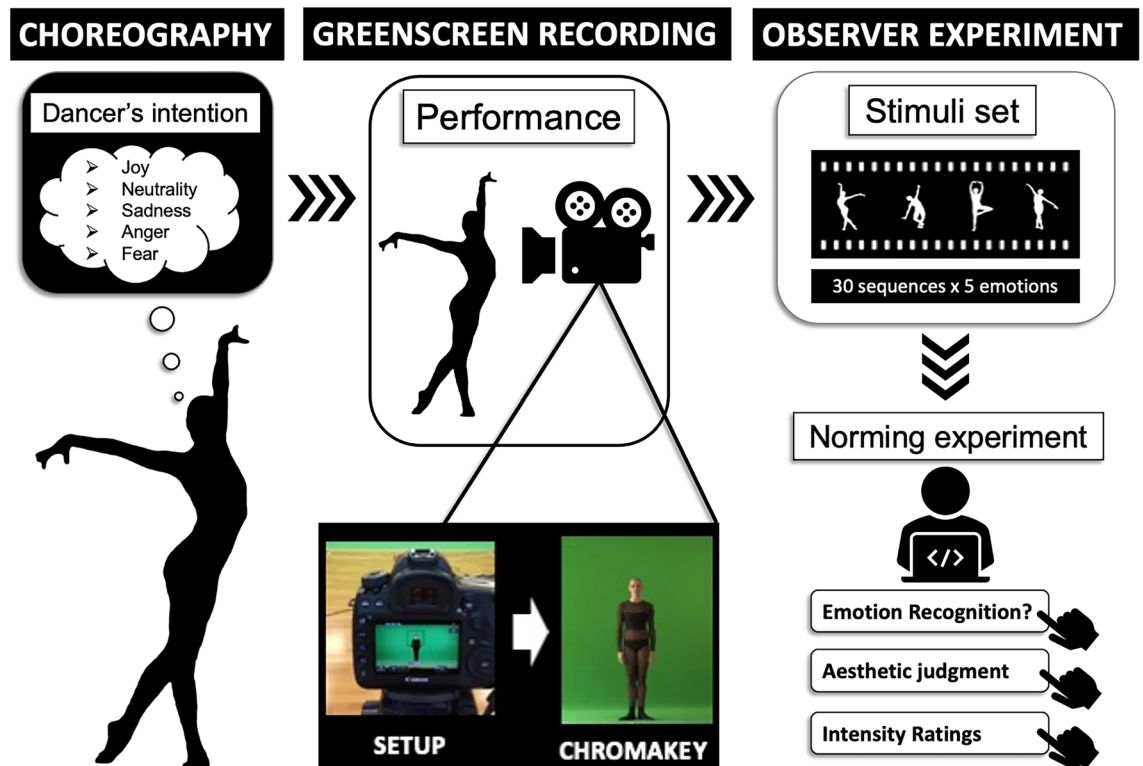 CHOREOGRAPHY
Dancer's intention
➢ Joy
➢ Neutrality
➢ Sadness
➢ Anger
➢ Fear
GREENSCREEN RECORDING
Performance
Canon
SETUP
CHROMAKEY
OBSERVER EXPERIMENT
Stimuli set
30 sequences x 5 emotions
Norming experiment
</>
Emotion Recognition?
Aesthetic judgment
Intensity Ratings